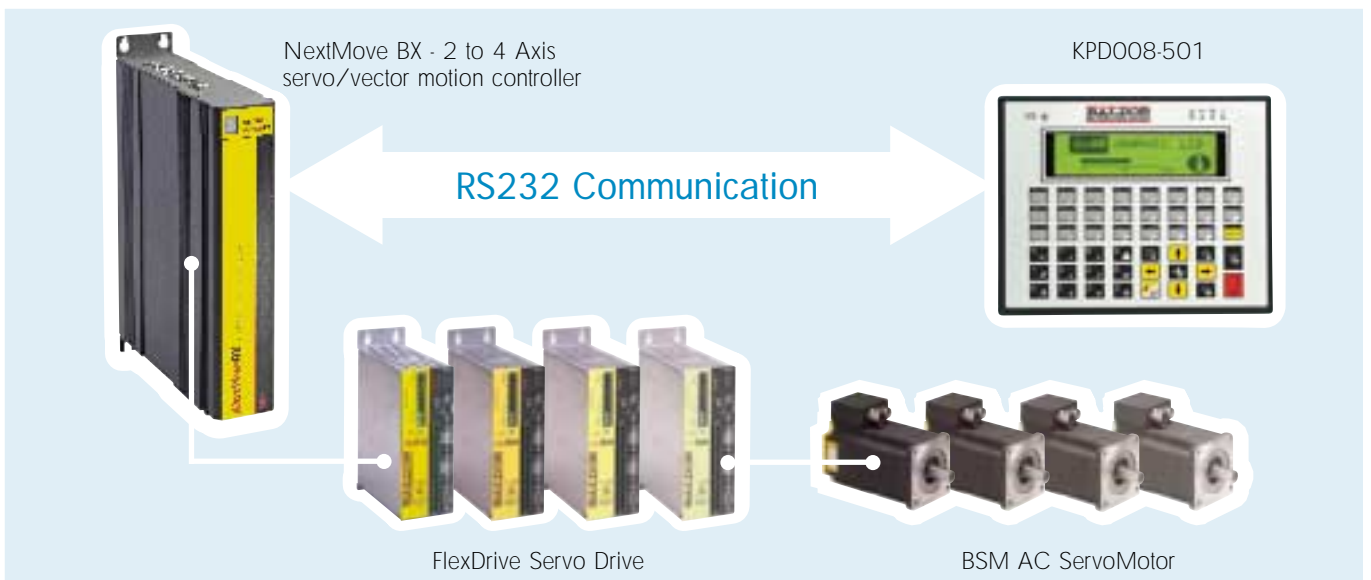 NextMove BX - 2 to 4 Axis
servo/vector motion controller
KPD008-501
BALDOR
RS232 Communication
FlexDrive Servo Drive
BSM AC ServoMotor